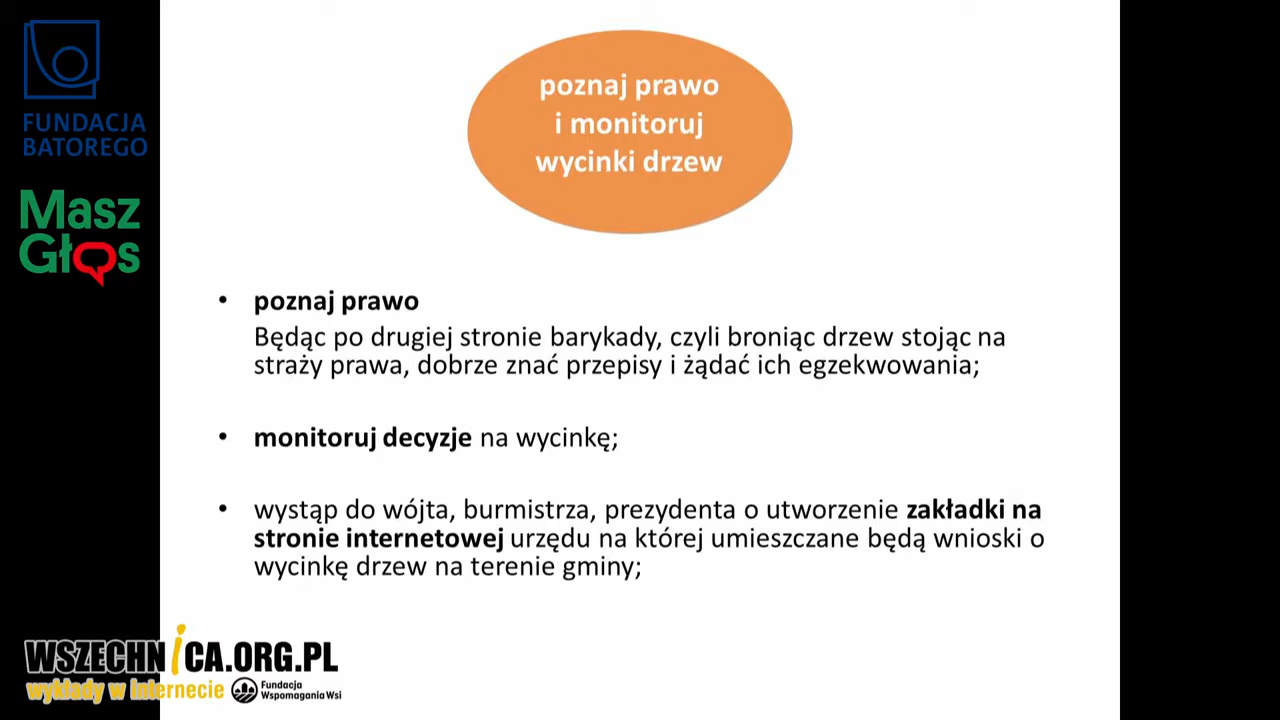 FUNDACJA
BATOREGO
Masz
Głos
poznaj prawo
i monitoruj
wycinki drzew
• poznaj prawo
Będąc po drugiej stronie barykady, czyli broniąc drzew stojąc na
straży prawa, dobrze znać przepisy i żądać ich egzekwowania;
• monitoruj decyzje na wycinkę;
• wystąp do wójta, burmistrza, prezydenta o utworzenie zakładki na
stronie internetowej urzędu na której umieszczane będą wnioski o
wycinkę drzew na terenie gminy;
WSZECHNiCA.ORG.PL
wykłady w internecie
Fundacja
Wspomagania Wsi